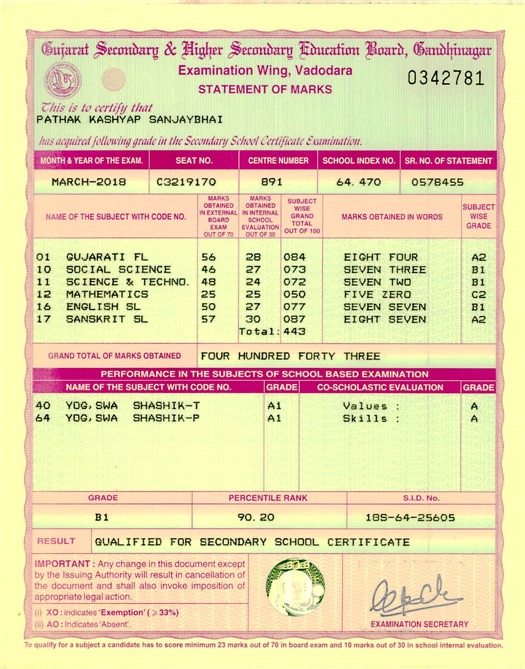 Gujarat Secondary & Higher Secondary Education Board, Gandhinagar
Examination Wing, Vadodara
0342781
STATEMENT OF MARKS
This is to certify that
PATHAK KASHYAP SANJAYBHAI
has acquired following grade in the Secondary School Certificate Examination.
MONTH & YEAR OF THE EXAM. SEAT NO. CENTRE NUMBER SCHOOL INDEX NO. SR. NO. OF STATEMENT
MARCH-2018 C3219170 891 64.470 0578455
NAME OF THE SUBJECT WITH CODE NO. MARKS OBTAINED IN EXTERNAL BOARD EXAM OUT OF 70 MARKS OBTAINED IN INTERNAL SCHOOL EVALUATION OUT OF 30 SUBJECT WISE GRAND TOTAL OUT OF 100 MARKS OBTAINED IN WORDS SUBJECT WISE GRADE
01 GUJARATI FL 56 28 084 EIGHT FOUR A2
10 SOCIAL SCIENCE 46 27 073 SEVEN THREE B1
11 SCIENCE & TECHNO. 48 24 072 SEVEN TWO B1
12 MATHEMATICS 25 25 050 FIVE ZERO C2
16 ENGLISH SL 50 27 077 SEVEN SEVEN B1
17 SANSKRIT SL 57 30 087 EIGHT SEVEN A2
Total: 443
GRAND TOTAL OF MARKS OBTAINED FOUR HUNDRED FORTY THREE
PERFORMANCE IN THE SUBJECTS OF SCHOOL BASED EXAMINATION
NAME OF THE SUBJECT WITH CODE NO. GRADE CO-SCHOLASTIC EVALUATION GRADE
40 YOG,SWA SHASHIK-T A1 Values : A
64 YOG,SWA SHASHIK-P A1 Skills : A
GRADE PERCENTILE RANK S.I.D. No.
B1 90.20 18S-64-25605
RESULT QUALIFIED FOR SECONDARY SCHOOL CERTIFICATE
IMPORTANT : Any change in this document except
by the Issuing Authority will result in cancellation of
the document and shall also invoke imposition of
appropriate legal action.
(i) XO : indicates 'Exemption' (≥ 33%)
(ii) AO : Indicates 'Absent'.
EXAMINATION SECRETARY
To qualify for a subject a candidate has to score minimum 23 marks out of 70 in board exam and 10 marks out of 30 in school internal evaluation.